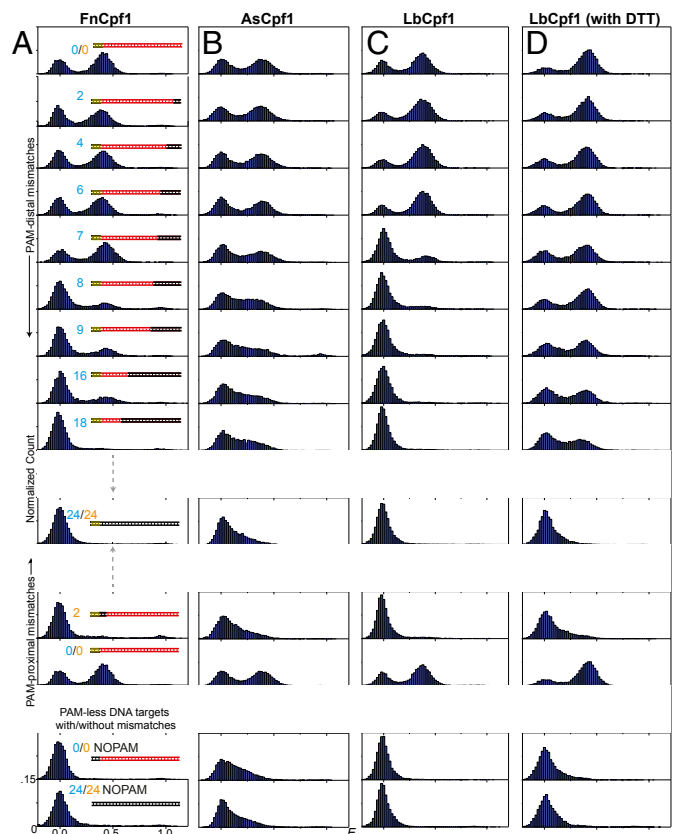 FnCpf1
AsCpf1
LbCpf1
LbCpf1 (with DTT)
A
B
C
D
0/0
2
4
6
7
8
9
16
18
PAM-distal mismatches
Normalized Count
24/24
PAM-proximal mismatches
2
0/0
PAM-less DNA targets
with/without mismatches
0/0 NOPAM
.15
24/24 NOPAM
0
0.0
0.5
1.0